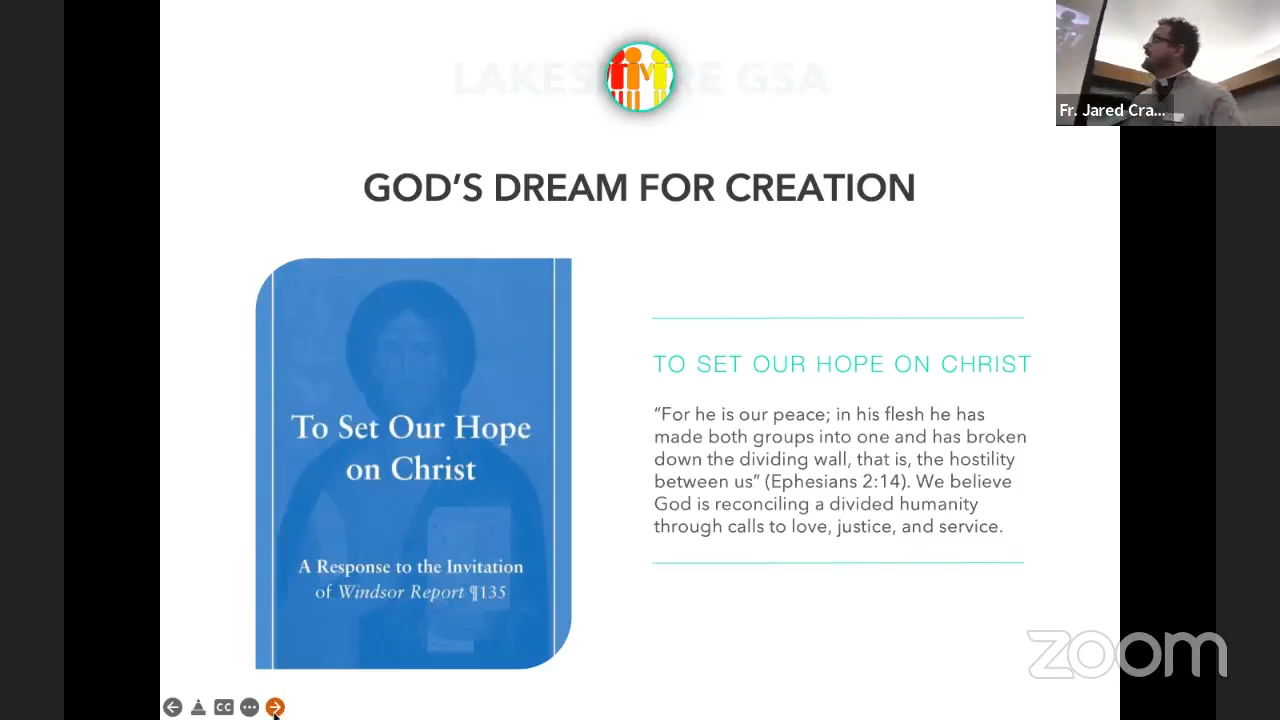 LAKESHORE GSA
Fr. Jared Cra...
GOD'S DREAM FOR CREATION
To Set Our Hope
on Christ
A Response to the Invitation
of Windsor Report ¶135
TO SET OUR HOPE ON CHRIST
“For he is our peace; in his flesh he has
made both groups into one and has broken
down the dividing wall, that is, the hostility
between us” (Ephesians 2:14). We believe
God is reconciling a divided humanity
through calls to love, justice, and service.
CC
zoom